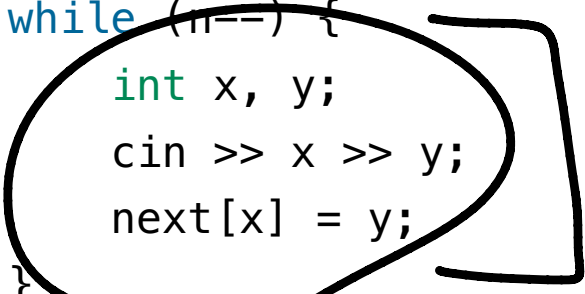 while (n--) {
int x, y;
cin >> x >> y;
next[x] = y;
}